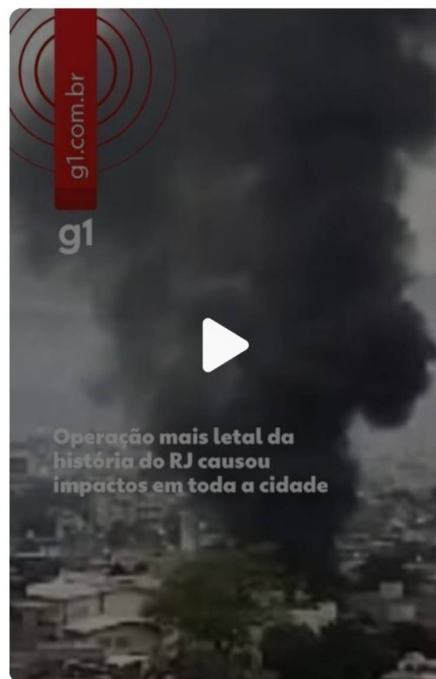 g1.com.br
g1
Operação mais letal da
história do RJ causou
impactos em toda a cidade